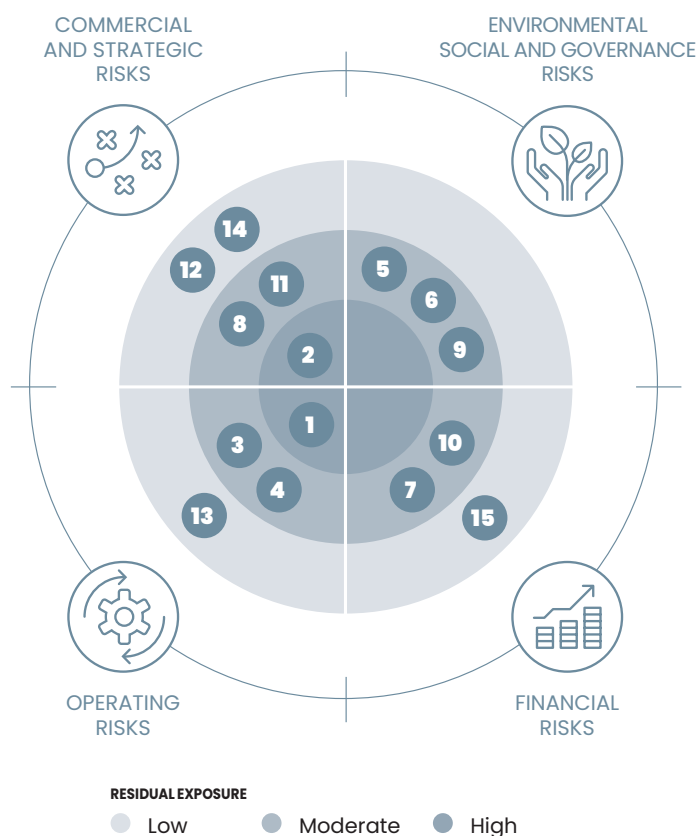 COMMERCIAL
AND STRATEGIC
RISKS
ENVIRONMENTAL
SOCIAL AND GOVERNANCE
RISKS
14
12
11
5
6
8
9
2
1
3
10
4
7
13
15
OPERATING
RISKS
FINANCIAL
RISKS
RESIDUAL EXPOSURE
Low Moderate High